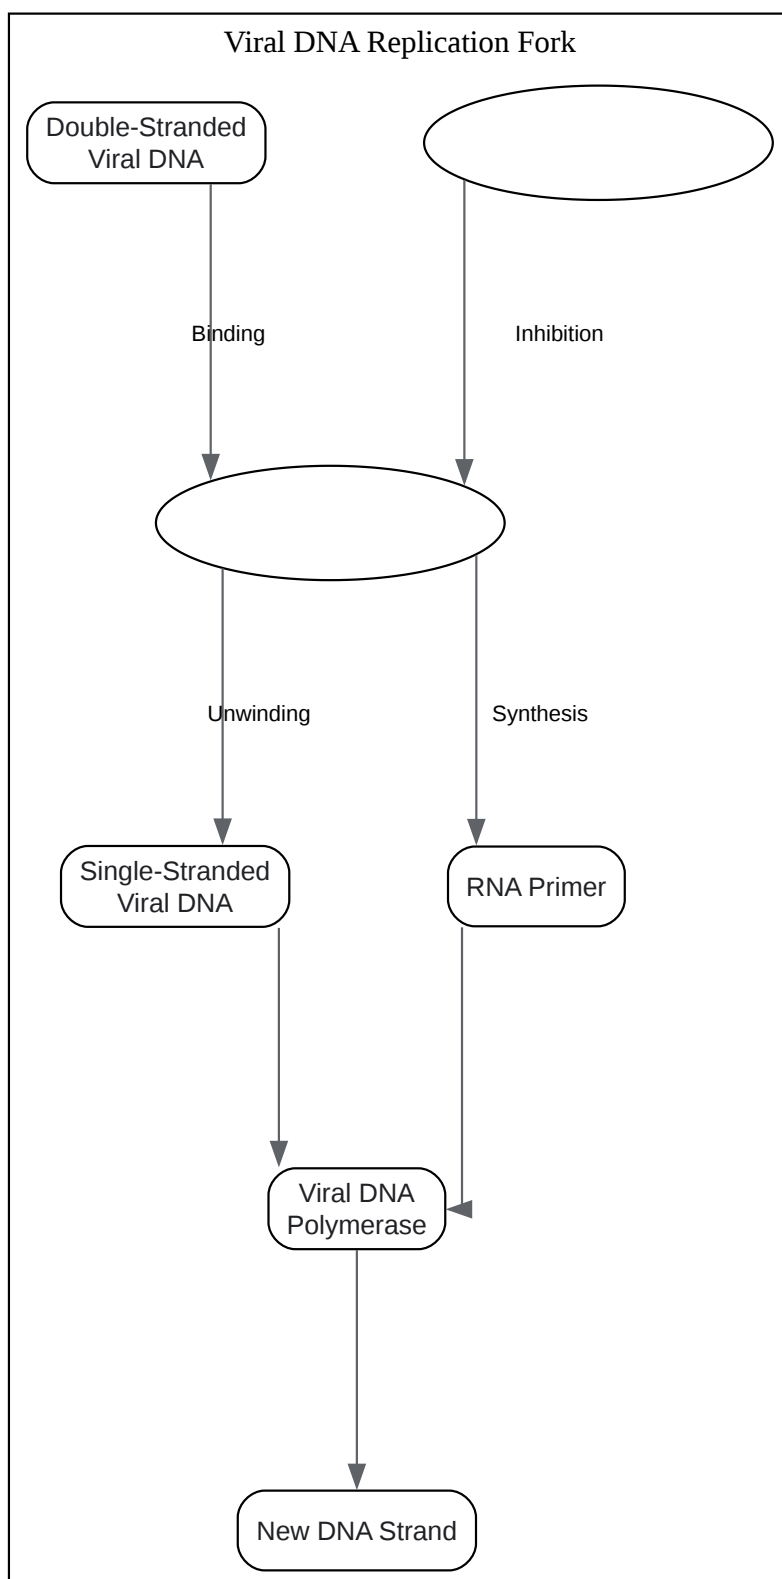 Viral DNA Replication Fork
Double-Stranded
Viral DNA
Binding
Inhibition
Unwinding
Synthesis
Single-Stranded
Viral DNA
RNA Primer
Viral DNA
Polymerase
New DNA Strand